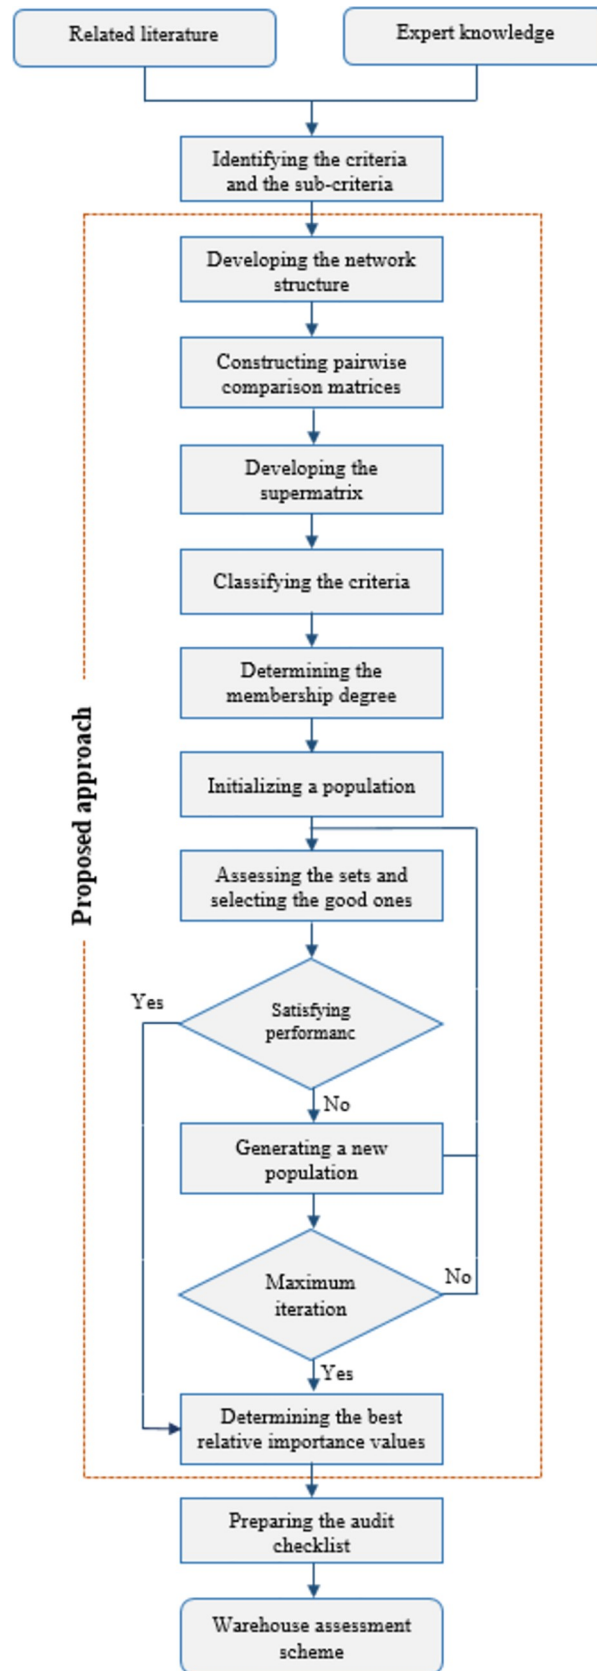 Related literature
Expert knowledge
Identifying the criteria
and the sub-criteria
Developing the network
structure
Constructing pairwise
comparison matrices
Developing the
supermatrix
Classifying the criteria
Determining the
membership degree
Proposed approach
Initializing a population
Assessing the sets and
selecting the good ones
Yes
Satisfying
performanc
No
Generating a new
population
Maximum
iteration
No
Yes
Determining the best
relative importance values
Preparing the audit
checklist
Warehouse assessment
scheme